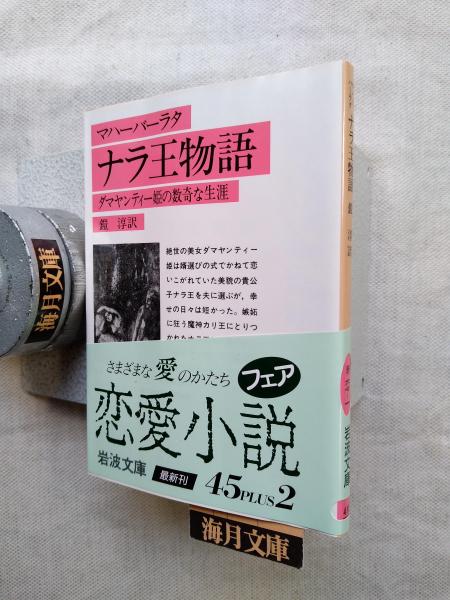 マハーバーラタ
ナラ王物語
ダマヤンティー姫の数奇な生涯
鎧 淳訳
絶世の美女ダマヤンティー
姫は婿選びの式でかねて恋
いこがれていた美貌の貴公
子ナラ王を夫に選ぶが，幸
せの日々は短かった．嫉妬
に狂う魔神カリ王にとりつ
さまざまな愛のかたち
フェア
恋愛小説
岩波文庫
最新刊
45PLUS2
ナラ王物語
鎧 淳訳
岩波文庫
海月文庫
海月文庫